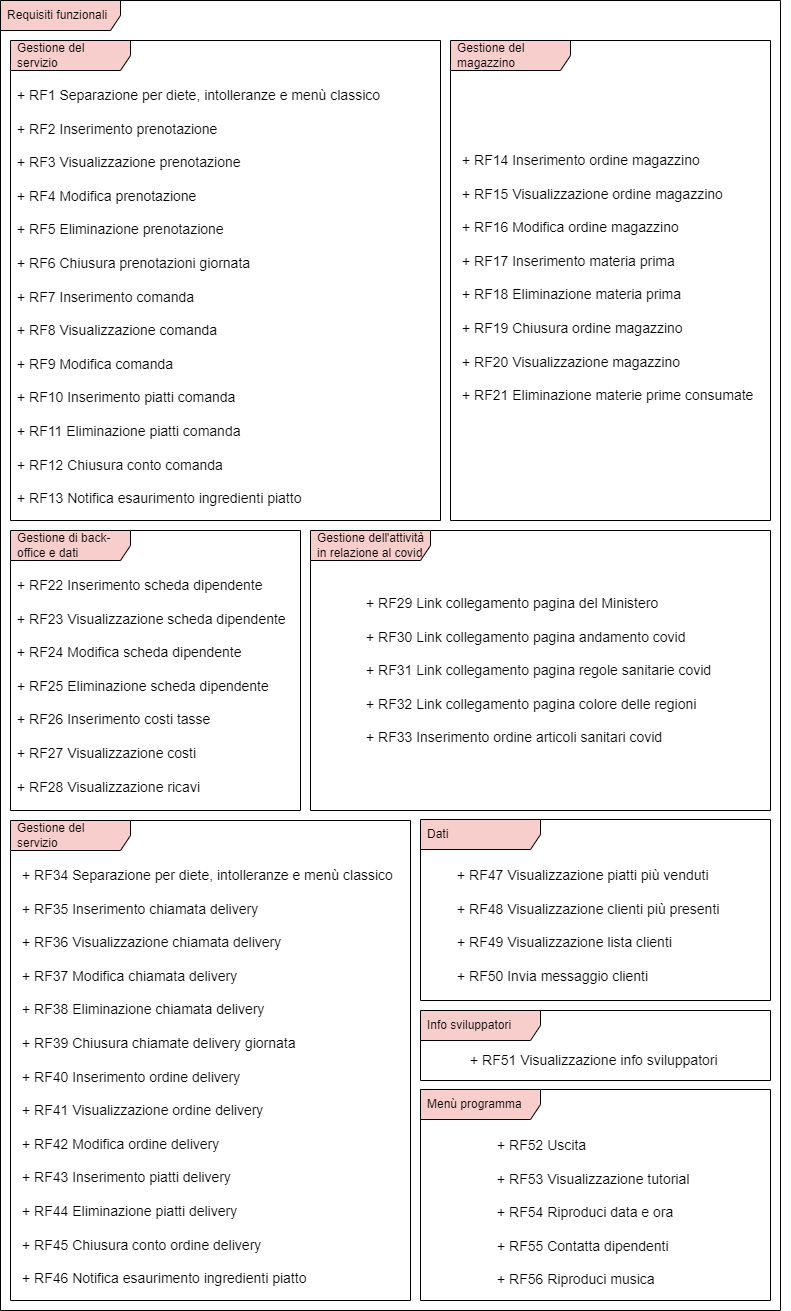 Requisiti funzionali
Gestione del
servizio
+ RF1 Separazione per diete, intolleranze e menù classico
+ RF2 Inserimento prenotazione
+ RF3 Visualizzazione prenotazione
+ RF4 Modifica prenotazione
+ RF5 Eliminazione prenotazione
+ RF6 Chiusura prenotazioni giornata
+ RF7 Inserimento comanda
+ RF8 Visualizzazione comanda
+ RF9 Modifica comanda
+ RF10 Inserimento piatti comanda
+ RF11 Eliminazione piatti comanda
+ RF12 Chiusura conto comanda
+ RF13 Notifica esaurimento ingredienti piatto
Gestione del
magazzino
+ RF14 Inserimento ordine magazzino
+ RF15 Visualizzazione ordine magazzino
+ RF16 Modifica ordine magazzino
+ RF17 Inserimento materia prima
+ RF18 Eliminazione materia prima
+ RF19 Chiusura ordine magazzino
+ RF20 Visualizzazione magazzino
+ RF21 Eliminazione materie prime consumate
Gestione di back-
office e dati
+ RF22 Inserimento scheda dipendente
+ RF23 Visualizzazione scheda dipendente
+ RF24 Modifica scheda dipendente
+ RF25 Eliminazione scheda dipendente
+ RF26 Inserimento costi tasse
+ RF27 Visualizzazione costi
+ RF28 Visualizzazione ricavi
Gestione dell'attività
in relazione al covid
+ RF29 Link collegamento pagina del Ministero
+ RF30 Link collegamento pagina andamento covid
+ RF31 Link collegamento pagina regole sanitarie covid
+ RF32 Link collegamento pagina colore delle regioni
+ RF33 Inserimento ordine articoli sanitari covid
Gestione del
servizio
+ RF34 Separazione per diete, intolleranze e menù classico
+ RF35 Inserimento chiamata delivery
+ RF36 Visualizzazione chiamata delivery
+ RF37 Modifica chiamata delivery
+ RF38 Eliminazione chiamata delivery
+ RF39 Chiusura chiamate delivery giornata
+ RF40 Inserimento ordine delivery
+ RF41 Visualizzazione ordine delivery
+ RF42 Modifica ordine delivery
+ RF43 Inserimento piatti delivery
+ RF44 Eliminazione piatti delivery
+ RF45 Chiusura conto ordine delivery
+ RF46 Notifica esaurimento ingredienti piatto
Dati
+ RF47 Visualizzazione piatti più venduti
+ RF48 Visualizzazione clienti più presenti
+ RF49 Visualizzazione lista clienti
+ RF50 Invia messaggio clienti
Info sviluppatori
+ RF51 Visualizzazione info sviluppatori
Menù programma
+ RF52 Uscita
+ RF53 Visualizzazione tutorial
+ RF54 Riproduci data e ora
+ RF55 Contatta dipendenti
+ RF56 Riproduci musica